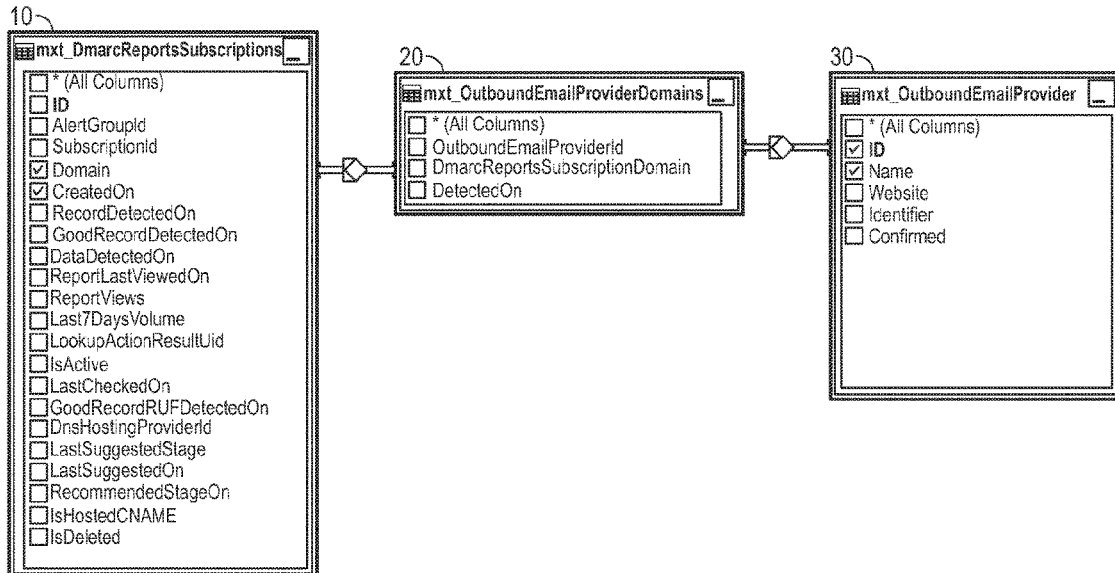 10
mxt_DmarcReportsSubscriptions
* (All Columns)
ID
AlertGroupId
SubscriptionId
Domain
CreatedOn
RecordDetectedOn
GoodRecordDetectedOn
DataDetectedOn
ReportLastViewedOn
ReportViews
Last7DaysVolume
LookupActionResultUid
IsActive
LastCheckedOn
GoodRecordRUFDetectedOn
DnsHostingProviderId
LastSuggestedStage
LastSuggestedOn
RecommendedStageOn
IsHostedCNAME
IsDeleted
20
mxt_OutboundEmailProviderDomains
* (All Columns)
OutboundEmailProviderId
DmarcReportsSubscriptionDomain
DetectedOn
30
mxt_OutboundEmailProvider
* (All Columns)
ID
Name
Website
Identifier
Confirmed